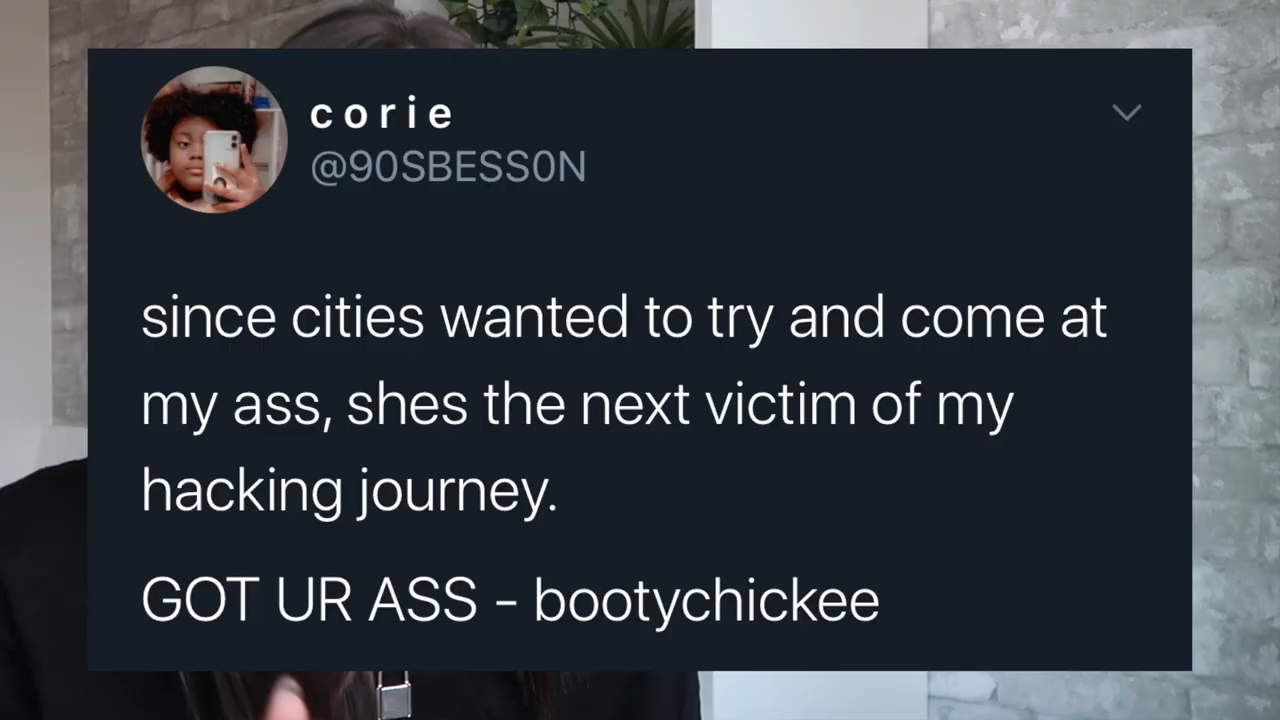 c o r i e
@90SBESS0N
since cities wanted to try and come at
my ass, shes the next victim of my
hacking journey.
GOT UR ASS - bootychickee